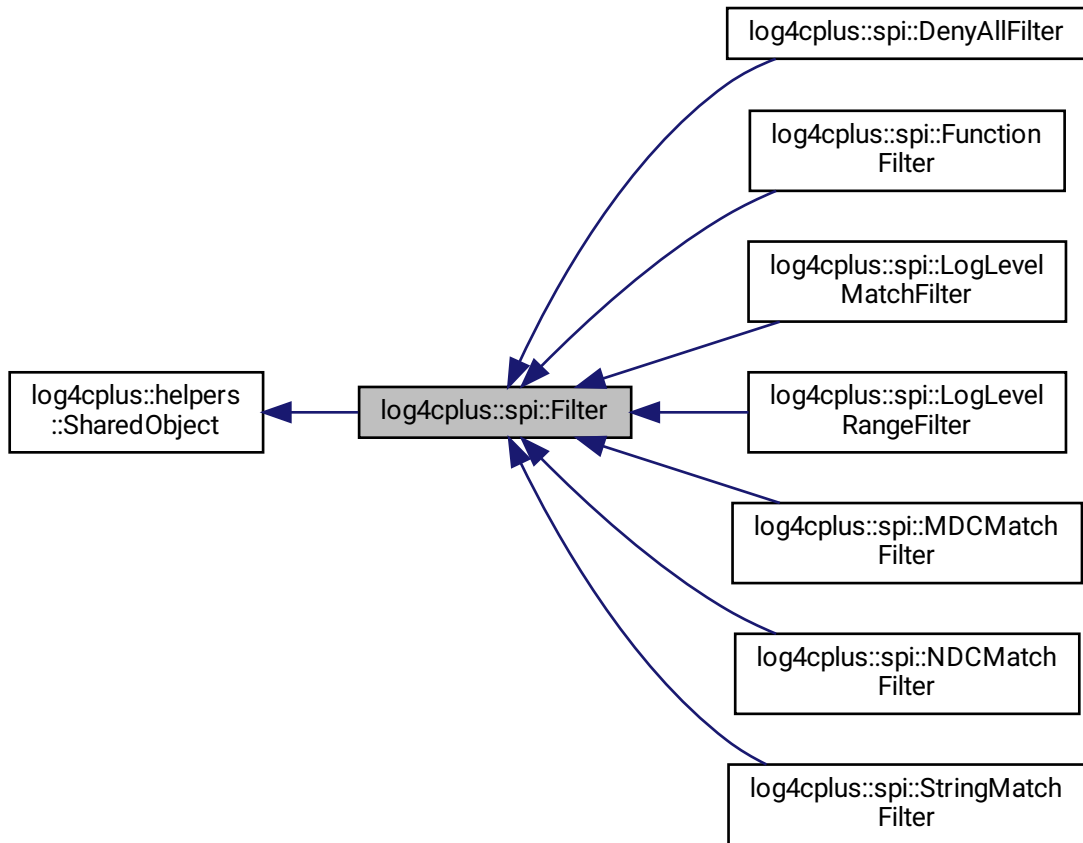 log4cplus::spi::DenyAllFilter
log4cplus::spi::Function
Filter
log4cplus::spi::LogLevel
MatchFilter
log4cplus::helpers
::SharedObject
log4cplus::spi::Filter
log4cplus::spi::LogLevel
RangeFilter
log4cplus::spi::MDCMatch
Filter
log4cplus::spi::NDCMatch
Filter
log4cplus::spi::StringMatch
Filter